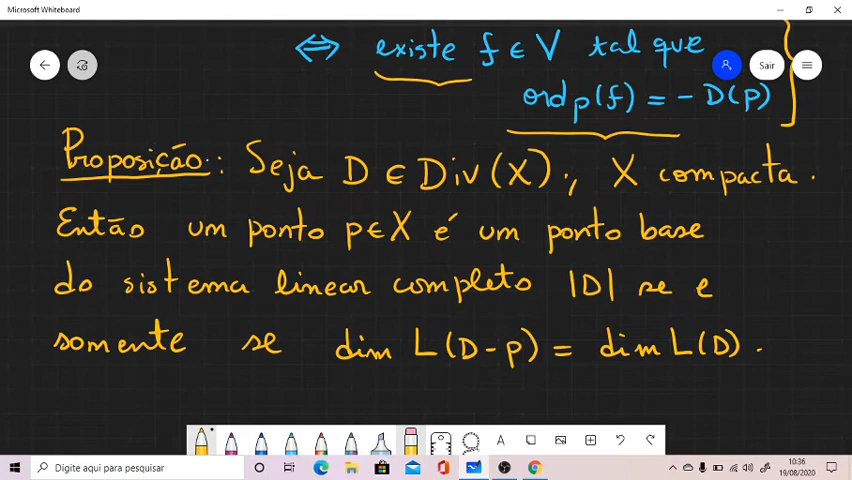 Microsoft Whiteboard
⇔ existe f ∈ V tal que
Sair
ord p(f) = - D(p)
Proposição: Seja D ∈ Div(X), X compacta.
Então um ponto p∈X é um ponto base
do sistema linear completo |D| se e
somente se dim L(D-p) = dim L(D).
Digite aqui para pesquisar
10:36
19/08/2020